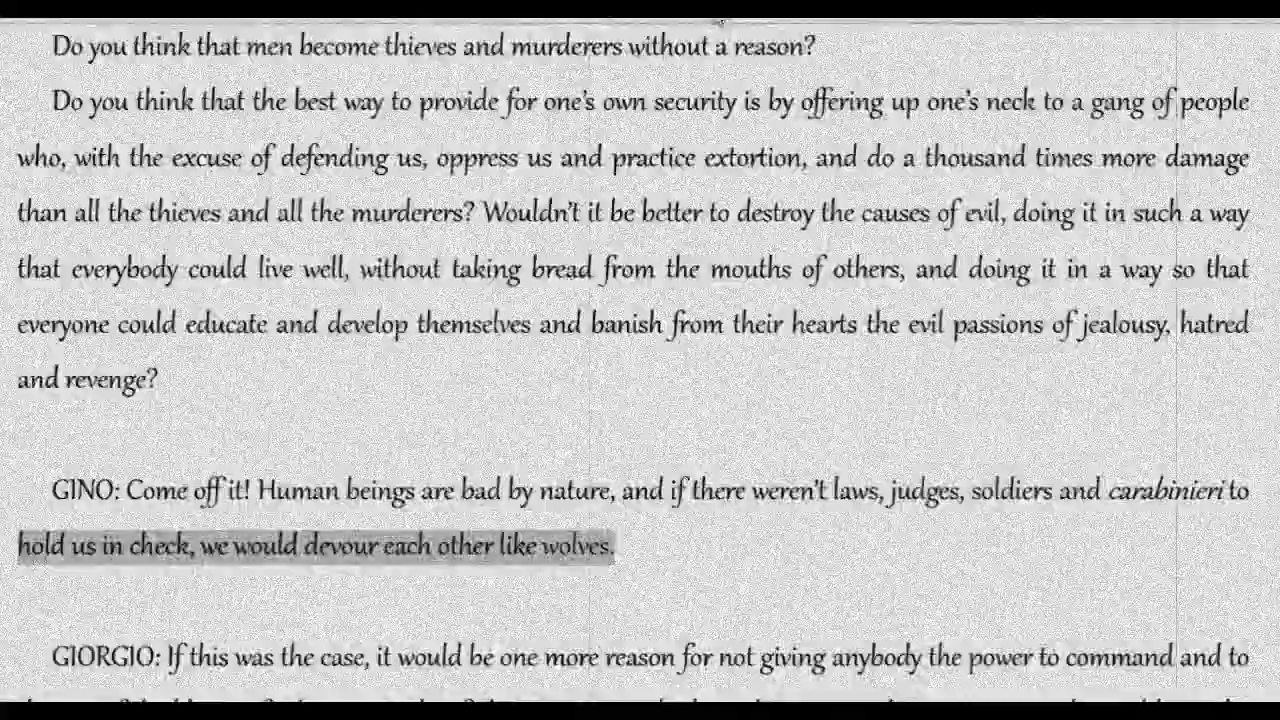 Do you think that men become thieves and murderers without a reason?
Do you think that the best way to provide for one's own security is by offering up one's neck to a gang of people
who, with the excuse of defending us, oppress us and practice extortion, and do a thousand times more damage
than all the thieves and all the murderers? Wouldn't it be better to destroy the causes of evil, doing it in such a way
that everybody could live well, without taking bread from the mouths of others, and doing it in a way so that
everyone could educate and develop themselves and banish from their hearts the evil passions of jealousy, hatred
and revenge?
GINO: Come off it! Human beings are bad by nature, and if there weren't laws, judges, soldiers and carabinieri to
hold us in check, we would devour each other like wolves.
GIORGIO: If this was the case, it would be one more reason for not giving anybody the power to command and to